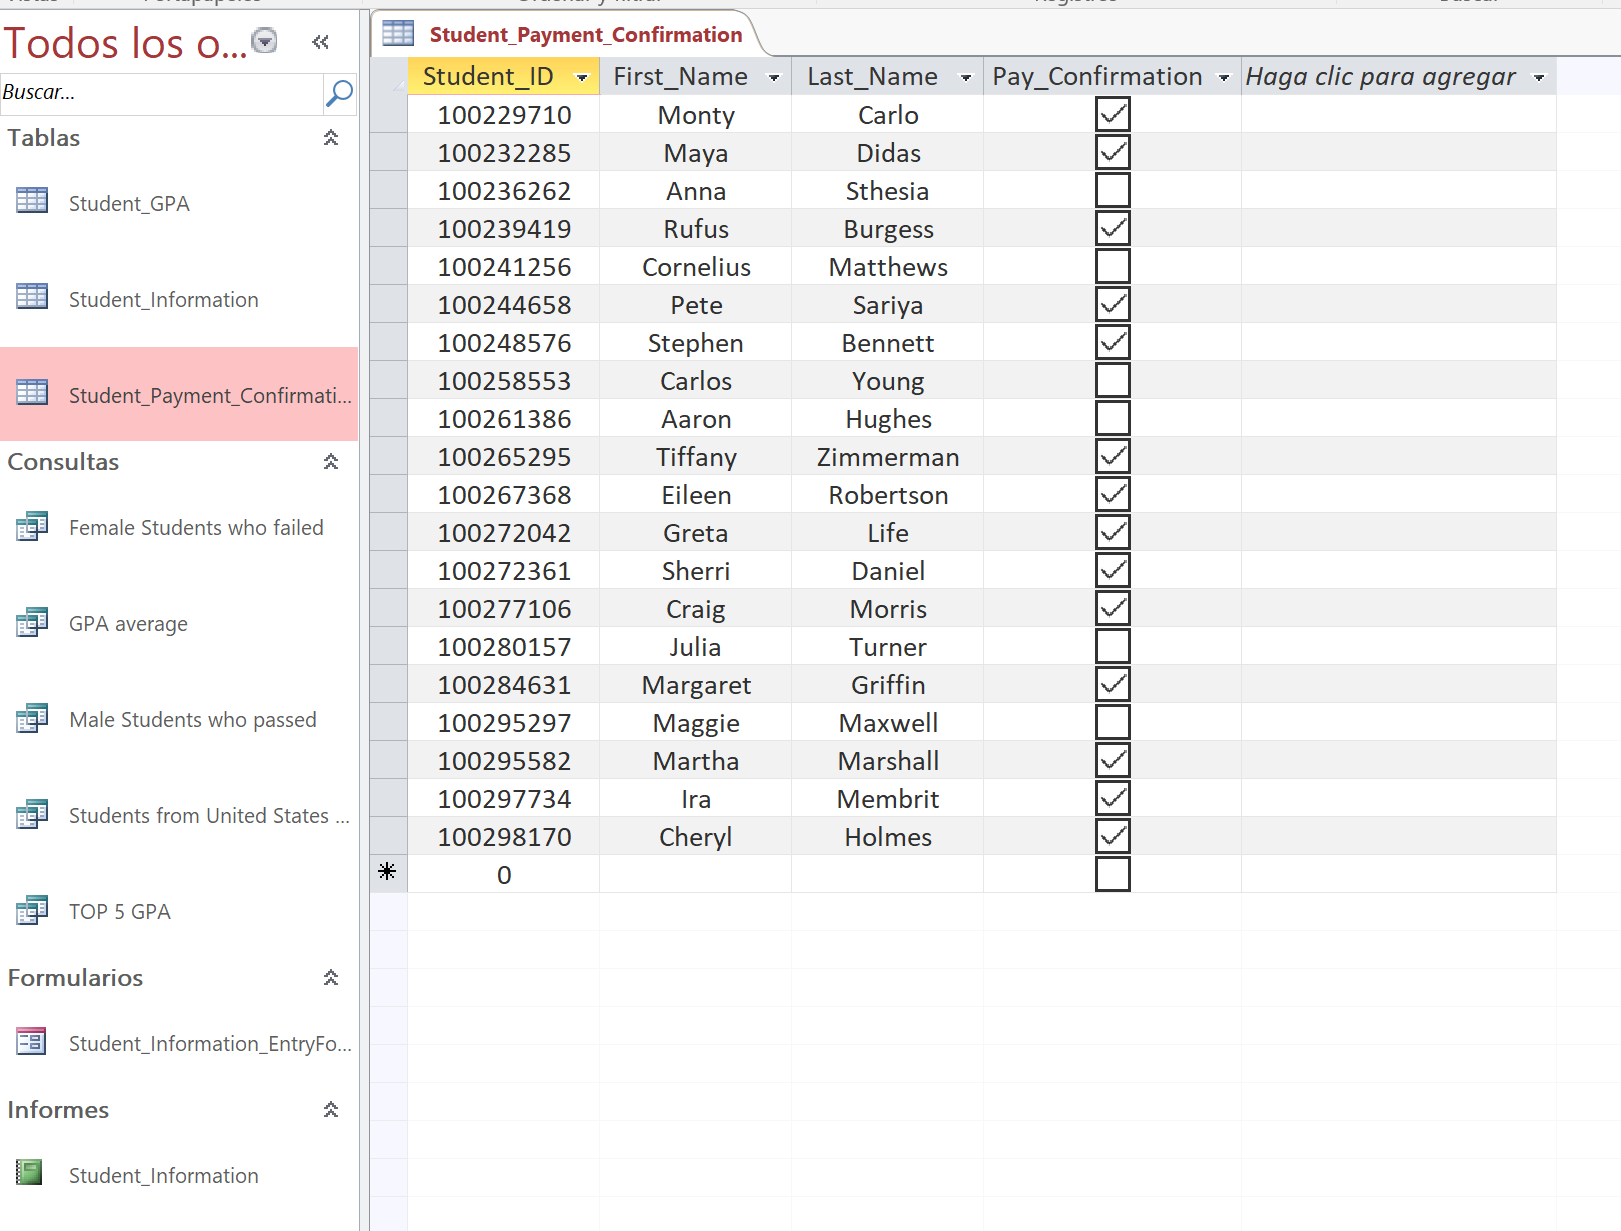 Todos los o...
Buscar...
Tablas
Student_GPA
Student_Information
Student_Payment_Confirmati...
Consultas
Female Students who failed
GPA average
Male Students who passed
Students from United States ...
TOP 5 GPA
Formularios
Student_Information_EntryFo...
Informes
Student_Information
Student_Payment_Confirmation
Student_ID First_Name Last_Name Pay_Confirmation Haga clic para agregar
100229710 Monty Carlo
100232285 Maya Didas
100236262 Anna Sthesia
100239419 Rufus Burgess
100241256 Cornelius Matthews
100244658 Pete Sariya
100248576 Stephen Bennett
100258553 Carlos Young
100261386 Aaron Hughes
100265295 Tiffany Zimmerman
100267368 Eileen Robertson
100272042 Greta Life
100272361 Sherri Daniel
100277106 Craig Morris
100280157 Julia Turner
100284631 Margaret Griffin
100295297 Maggie Maxwell
100295582 Martha Marshall
100297734 Ira Membrit
100298170 Cheryl Holmes
0